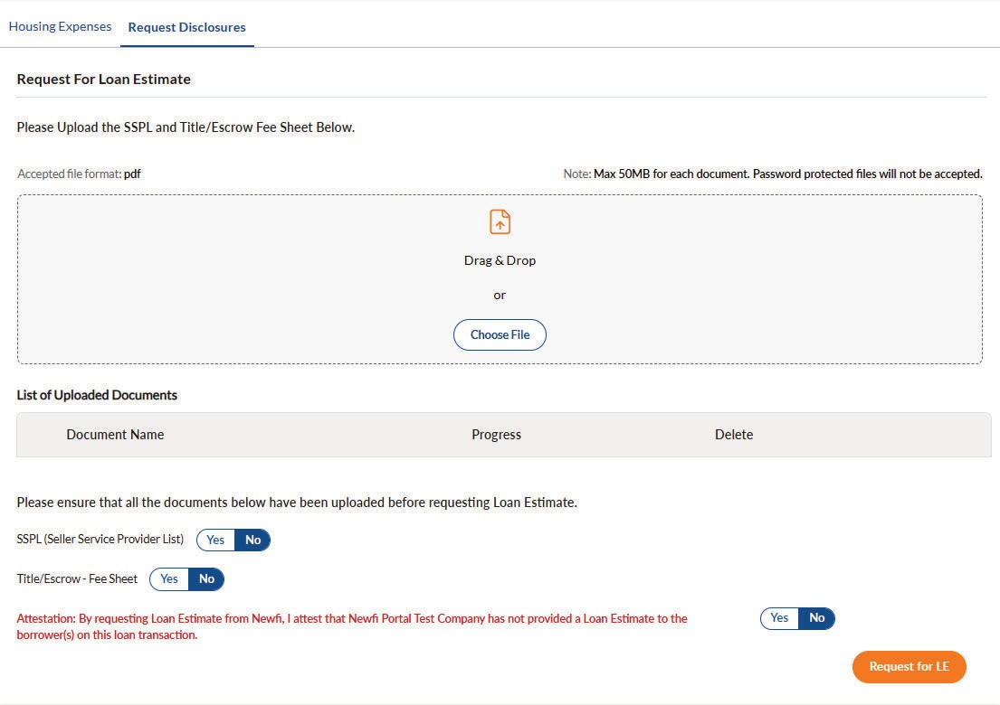 Housing Expenses Request Disclosures
Request For Loan Estimate
Please Upload the SSPL and Title/Escrow Fee Sheet Below.
Accepted file format: pdf Note: Max 50MB for each document. Password protected files will not be accepted.
Drag & Drop
or
Choose File
List of Uploaded Documents
Document Name Progress Delete
Please ensure that all the documents below have been uploaded before requesting Loan Estimate.
SSPL (Seller Service Provider List) Yes No
Title/Escrow - Fee Sheet Yes No
Attestation: By requesting Loan Estimate from Newfi, I attest that Newfi Portal Test Company has not provided a Loan Estimate to the Yes No
borrower(s) on this loan transaction.
Request for LE